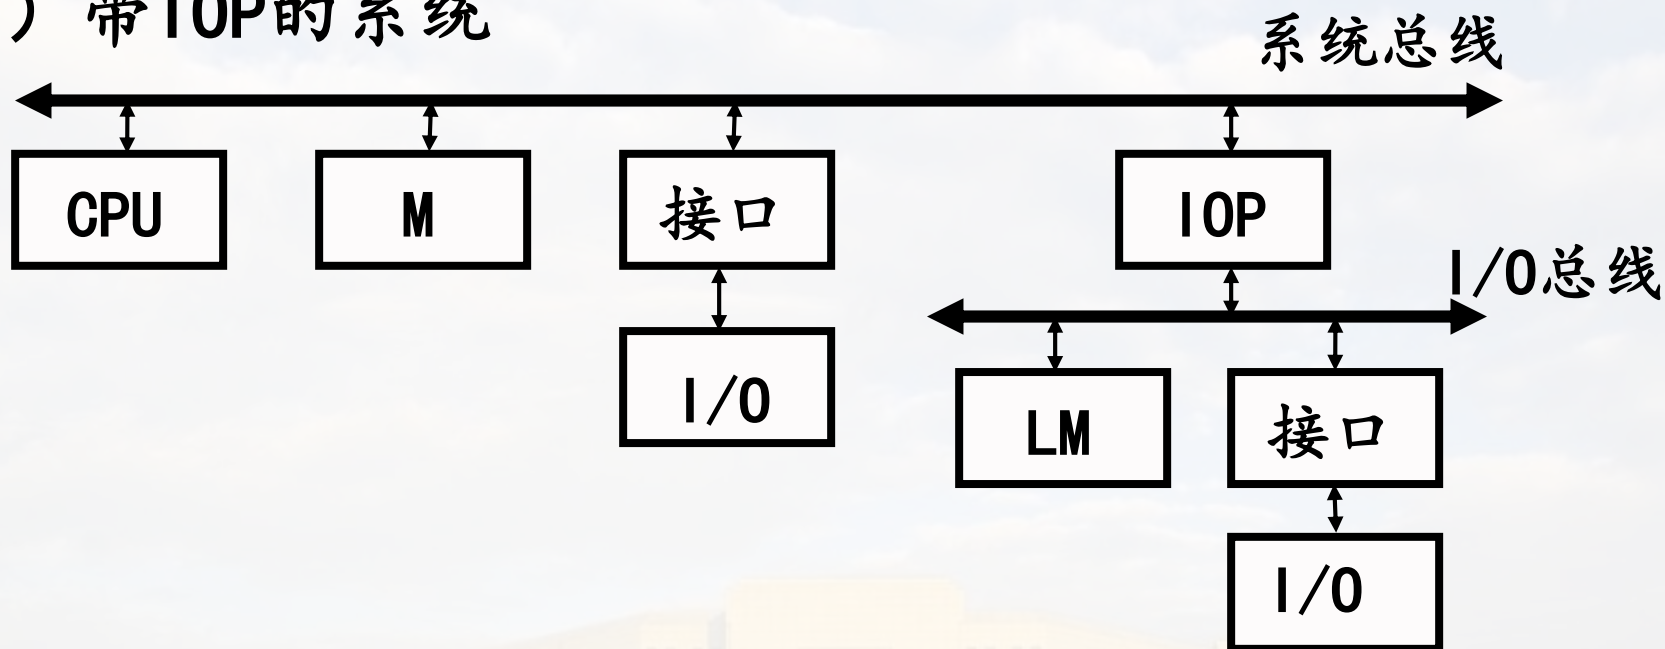 ）带IOP的系统
系统总线
CPU
M
接口
IOP
I/O总线
I/O
LM
接口
I/O